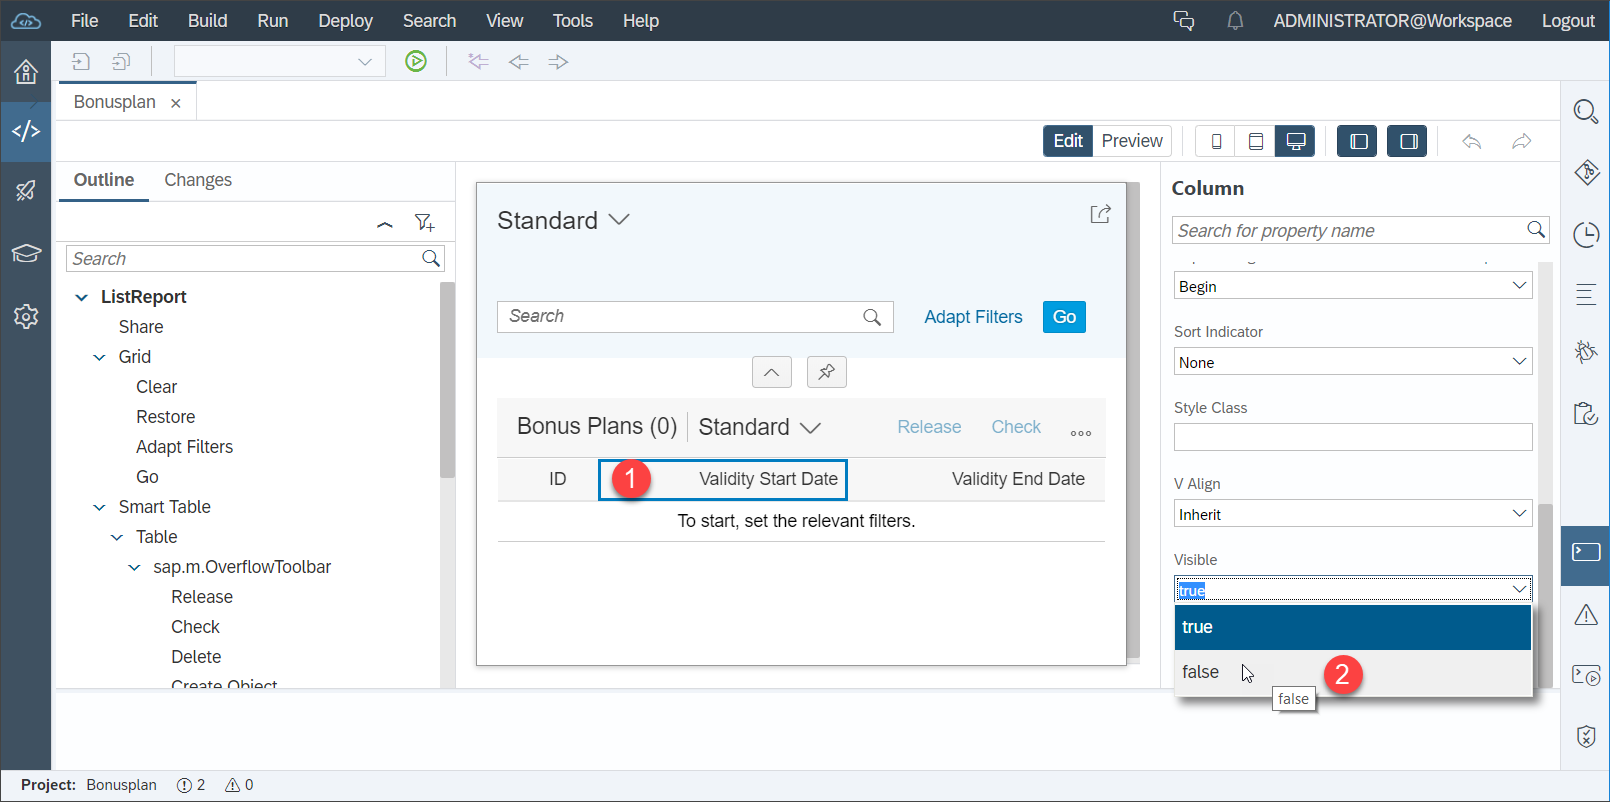 File Edit Build Run Deploy Search View Tools Help ADMINISTRATOR@Workspace Logout
Bonusplan ×
Edit Preview
Outline Changes
Search
ListReport
Share
Grid
Clear
Restore
Adapt Filters
Go
Smart Table
Table
sap.m.OverflowToolbar
Release
Check
Delete
Create Object
Standard
Search Adapt Filters Go
Bonus Plans (0) Standard Release Check
ID 1 Validity Start Date Validity End Date
To start, set the relevant filters.
Column
Search for property name
Begin
Sort Indicator
None
Style Class
V Align
Inherit
Visible
true
true
false 2
false
Project: Bonusplan 2 0